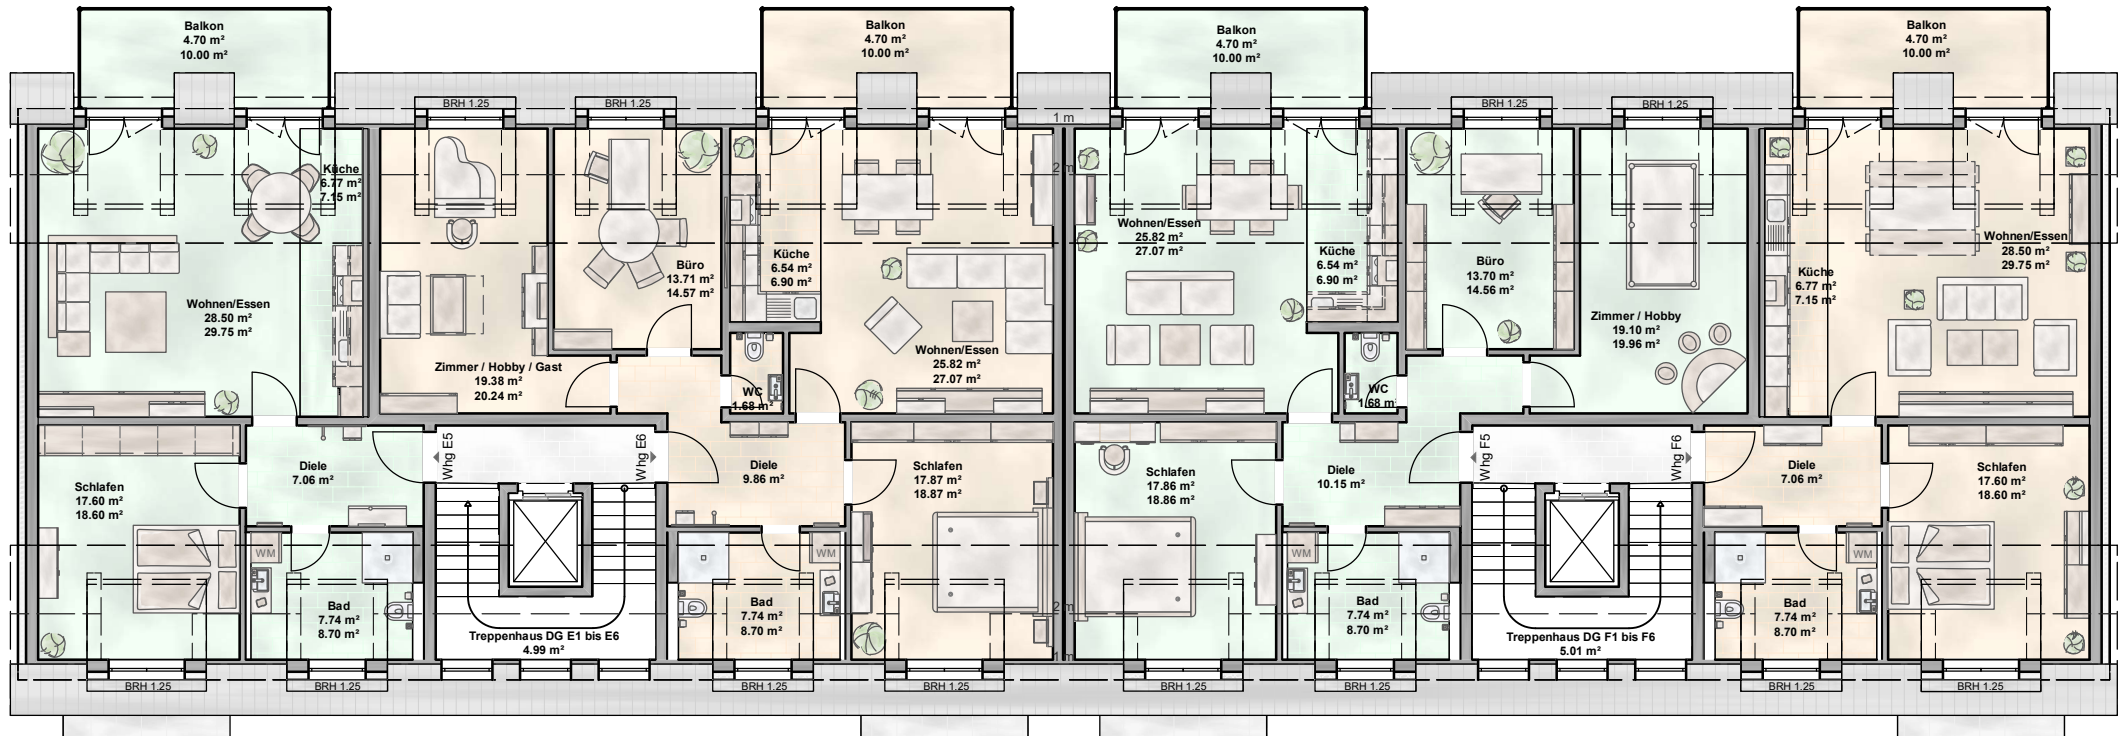 Balkon
4.70 m²
10.00 m²
Balkon
4.70 m²
10.00 m²
Balkon
4.70 m²
10.00 m²
Balkon
4.70 m²
10.00 m²
BRH 1.25
BRH 1.25
BRH 1.25
BRH 1.25
1 m
2 m
Küche
6.77 m²
7.15 m²
Wohnen/Essen
28.50 m²
29.75 m²
Zimmer / Hobby / Gast
19.38 m²
20.24 m²
Büro
13.71 m²
14.57 m²
Küche
6.54 m²
6.90 m²
Wohnen/Essen
25.82 m²
27.07 m²
WC
1.68 m²
Wohnen/Essen
25.82 m²
27.07 m²
Küche
6.54 m²
6.90 m²
WC
1.68 m²
Büro
13.70 m²
14.56 m²
Zimmer / Hobby
19.10 m²
19.96 m²
Küche
6.77 m²
7.15 m²
Wohnen/Essen
28.50 m²
29.75 m²
Schlafen
17.60 m²
18.60 m²
Diele
7.06 m²
Whg E5
Whg E6
Diele
9.86 m²
Schlafen
17.87 m²
18.87 m²
Schlafen
17.86 m²
18.86 m²
Diele
10.15 m²
Whg F5
Whg F6
Diele
7.06 m²
Schlafen
17.60 m²
18.60 m²
WM
WM
WM
WM
Bad
7.74 m²
8.70 m²
Treppenhaus DG E1 bis E6
4.99 m²
Bad
7.74 m²
8.70 m²
2 m
1 m
Bad
7.74 m²
8.70 m²
Treppenhaus DG F1 bis F6
5.01 m²
Bad
7.74 m²
8.70 m²
BRH 1.25
BRH 1.25
BRH 1.25
BRH 1.25
BRH 1.25
BRH 1.25
BRH 1.25
BRH 1.25